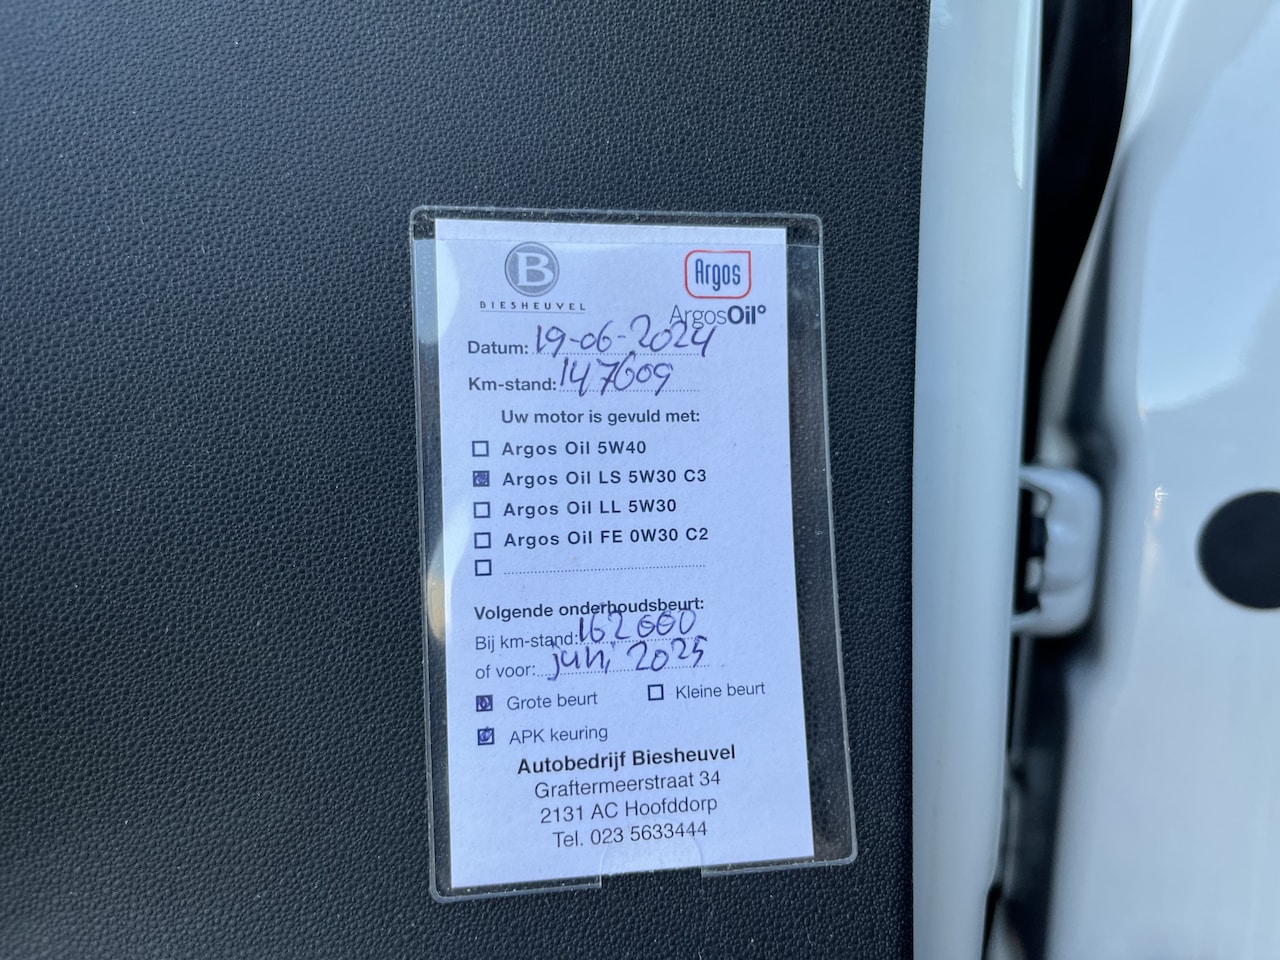 B
BIESHEUVEL
Argos
ArgosOil°
Datum: 19-06-2024
Km-stand: 147609
Uw motor is gevuld met:
Argos Oil 5W40
Argos Oil LS 5W30 C3
Argos Oil LL 5W30
Argos Oil FE 0W30 C2
Volgende onderhoudsbeurt:
Bij km-stand: 162000
of voor: juni 2025
Grote beurt
Kleine beurt
APK keuring
Autobedrijf Biesheuvel
Graftermeerstraat 34
2131 AC Hoofddorp
Tel. 023 5633444